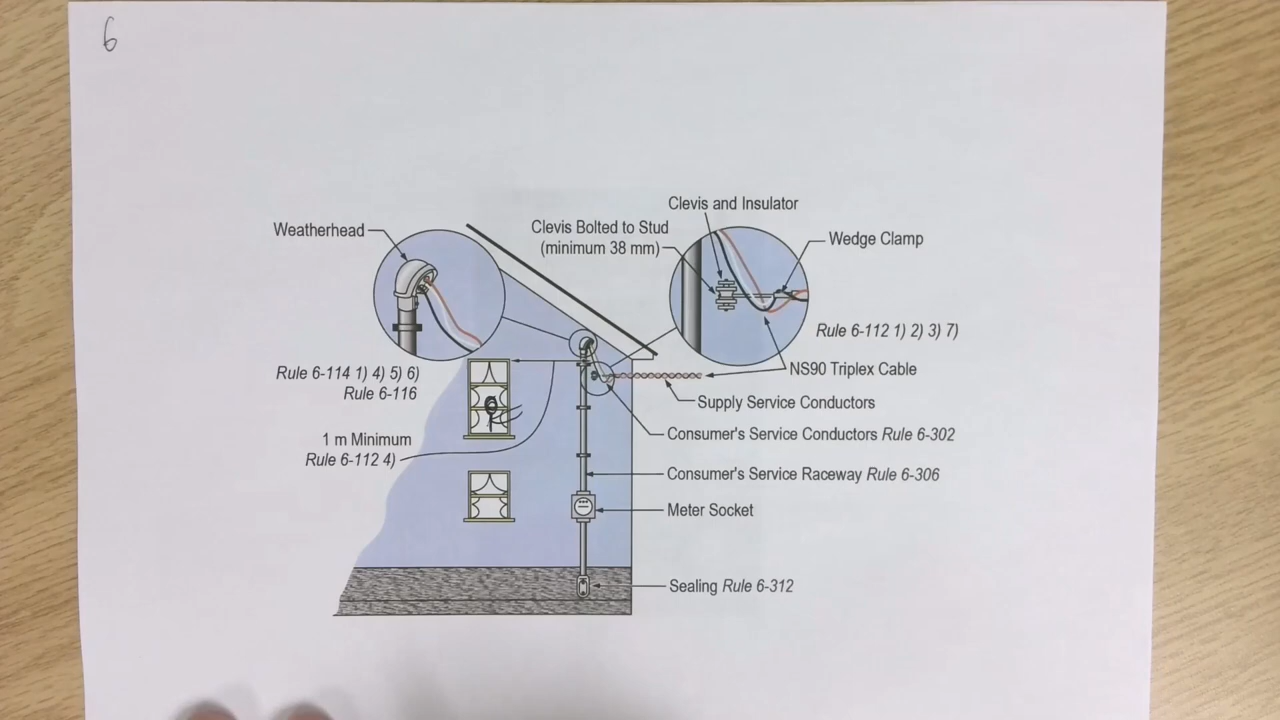 6
Clevis and Insulator
Weatherhead
Clevis Bolted to Stud
(minimum 38 mm)
Wedge Clamp
Rule 6-112 1) 2) 3) 7)
Rule 6-114 1) 4) 5) 6)
Rule 6-116
NS90 Triplex Cable
Supply Service Conductors
1 m Minimum
Rule 6-112 4)
Consumer's Service Conductors Rule 6-302
Consumer's Service Raceway Rule 6-306
Meter Socket
Sealing Rule 6-312